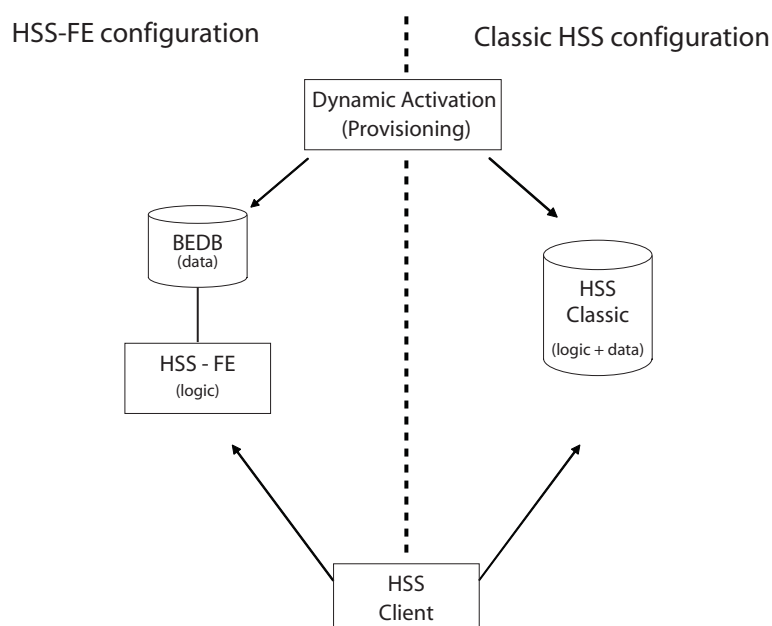 HSS-FE configuration
Classic HSS configuration
Dynamic Activation
(Provisioning)
BEDB
(data)
HSS - FE
(logic)
HSS
Classic
(logic + data)
HSS
Client